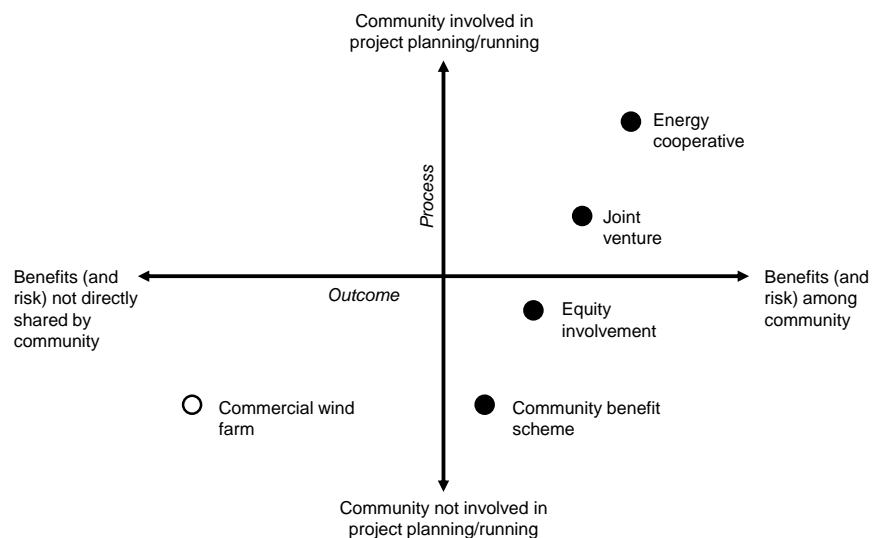 Community involved in
project planning/running
Energy
cooperative
Process
Joint
venture
Benefits (and
risk) not directly
shared by
community
Outcome
Benefits (and
risk) among
community
Equity
involvement
Commercial wind
farm
Community benefit
scheme
Community not involved in
project planning/running